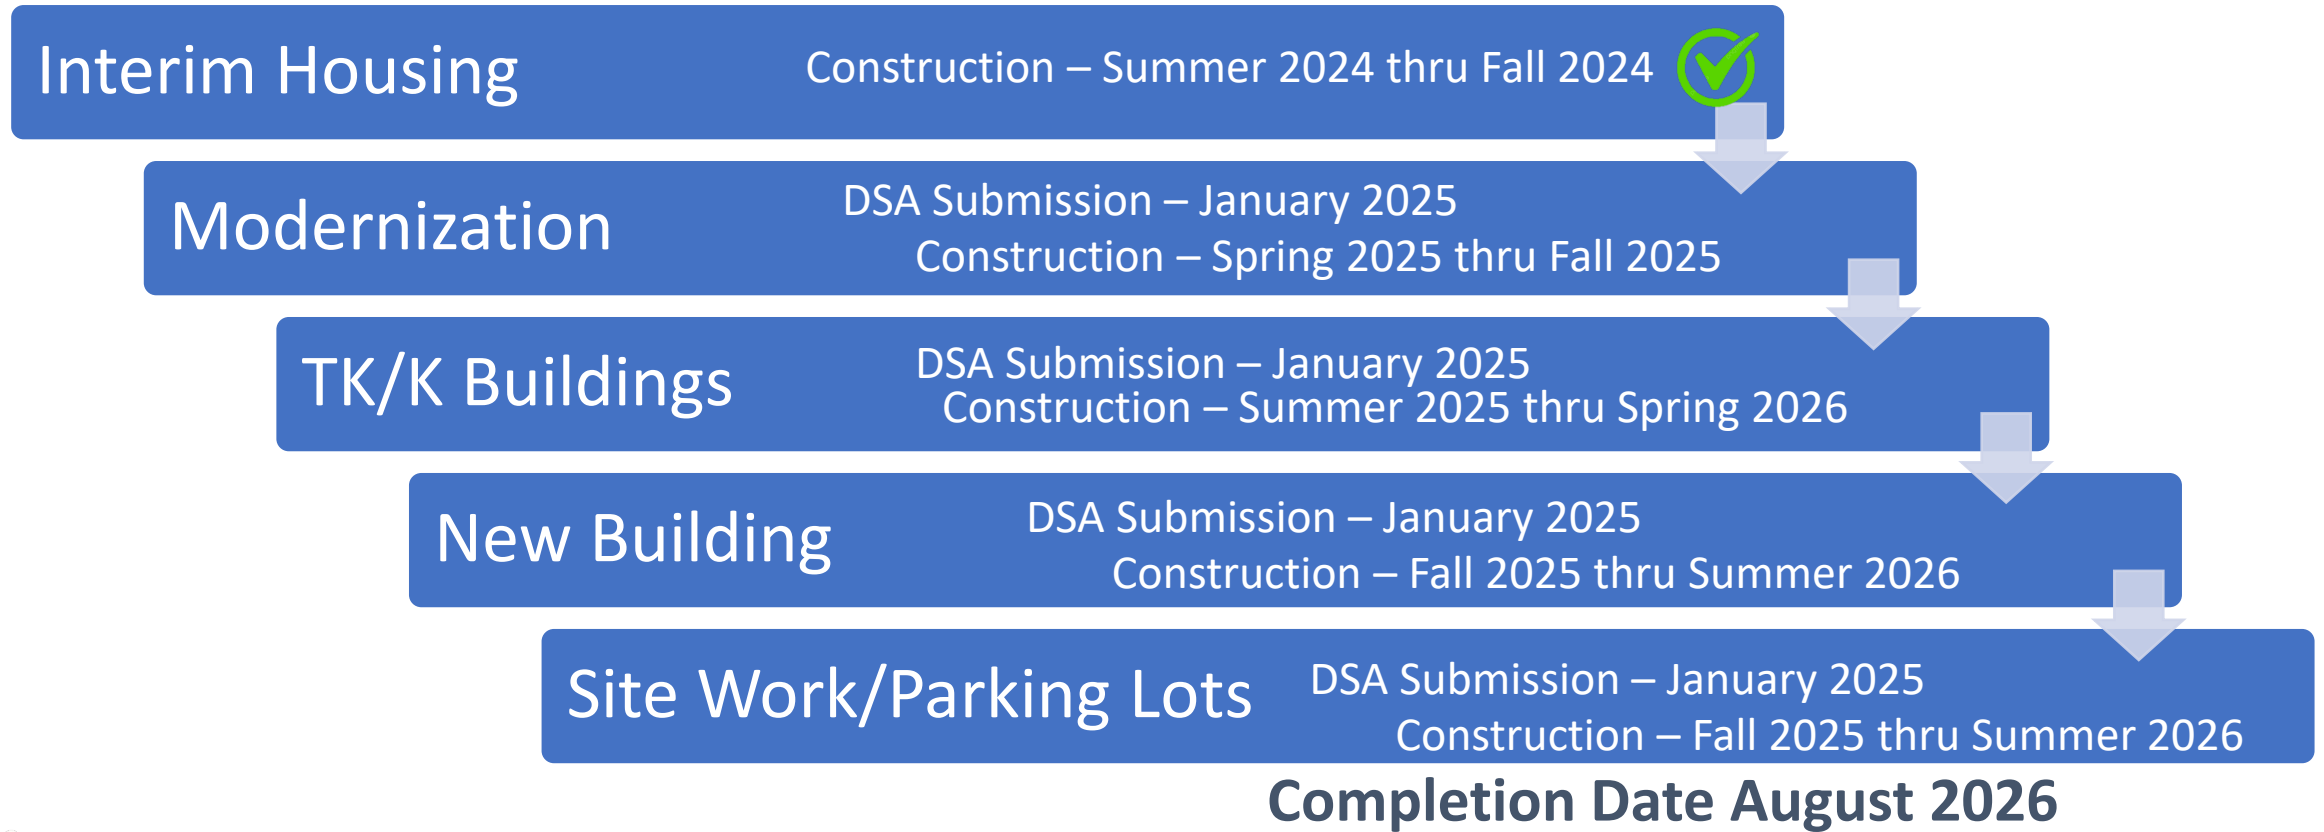 Interim Housing
Construction – Summer 2024 thru Fall 2024
Modernization
DSA Submission – January 2025
Construction – Spring 2025 thru Fall 2025
TK/K Buildings
DSA Submission – January 2025
Construction – Summer 2025 thru Spring 2026
New Building
DSA Submission – January 2025
Construction – Fall 2025 thru Summer 2026
Site Work/Parking Lots
DSA Submission – January 2025
Construction – Fall 2025 thru Summer 2026
Completion Date August 2026